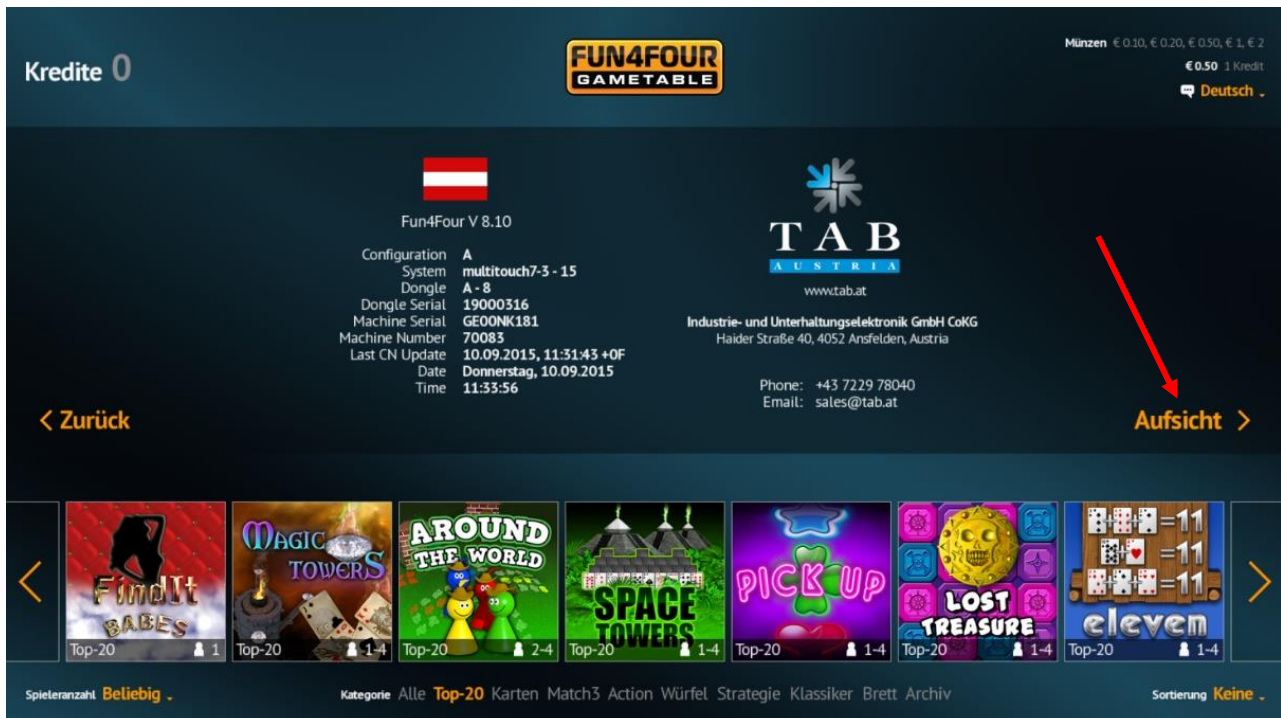 Kredite 0
FUN4FOUR
GAMETABLE
Münzen € 0.10, € 0.20, € 0.50, € 1, € 2
€ 0.50 1 Kredit
Deutsch
Fun4Four V 8.10
Configuration A
System multitouch7-3 - 15
Dongle A - 8
Dongle Serial 19000316
Machine Serial GE00NK181
Machine Number 70083
Last CN Update 10.09.2015, 11:31:43 +0F
Date Donnerstag, 10.09.2015
Time 11:33:56
TAB
AUSTRIA
www.tab.at
Industrie- und Unterhaltungselektronik GmbH CoKG
Haider Straße 40, 4052 Ansfelden, Austria
Phone: +43 7229 78040
Email: sales@tab.at
< Zurück
Aufsicht >
FindIt
BABES
Top-20 1
MAGIC
TOWERS
Top-20 1-4
AROUND
THE WORLD
Top-20 2-4
SPACE
TOWERS
Top-20 1-4
PICK UP
Top-20 1-4
LOST
TREASURE
Top-20 1-4
=11
=11
=11
eleven
Top-20 1-4
Spieleranzahl Beliebig
Kategorie Alle Top-20 Karten Match3 Action Würfel Strategie Klassiker Brett Archiv
Sortierung Keine